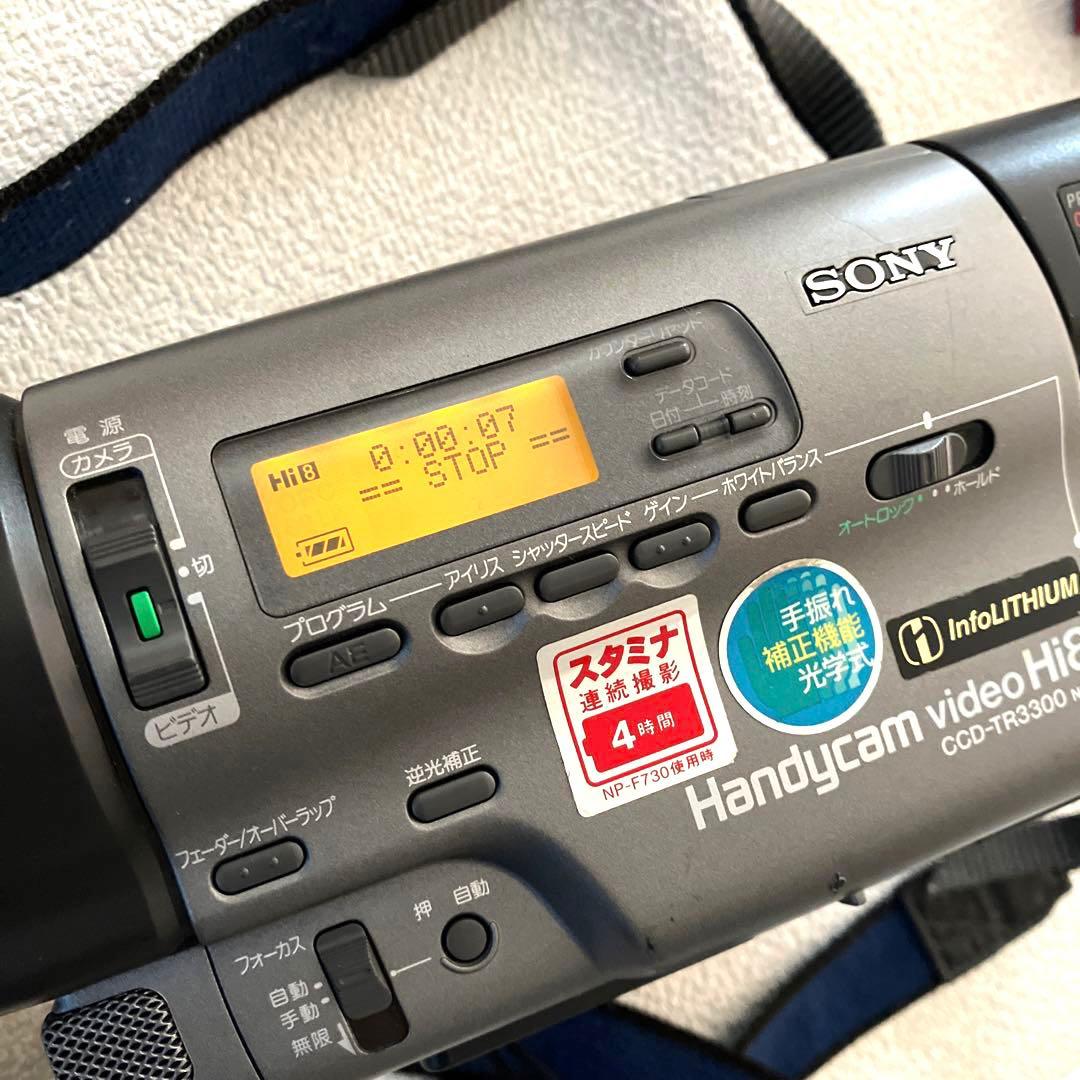 SONY
カウンターリセット
データコード
日付
時刻
Hi8
0:00:07
== STOP ==
電源
カメラ
切
ビデオ
プログラム
アイリス
シャッタースピード
ゲイン
ホワイトバランス
オートロック
ホールド
AE
スタミナ
連続撮影
4時間
NP-F730使用時
手振れ
補正機能
光学式
InfoLITHIUM
Handycam video Hi8
CCD-TR3300
逆光補正
フェーダー/オーバーラップ
フォーカス
押
自動
自動
手動
無限